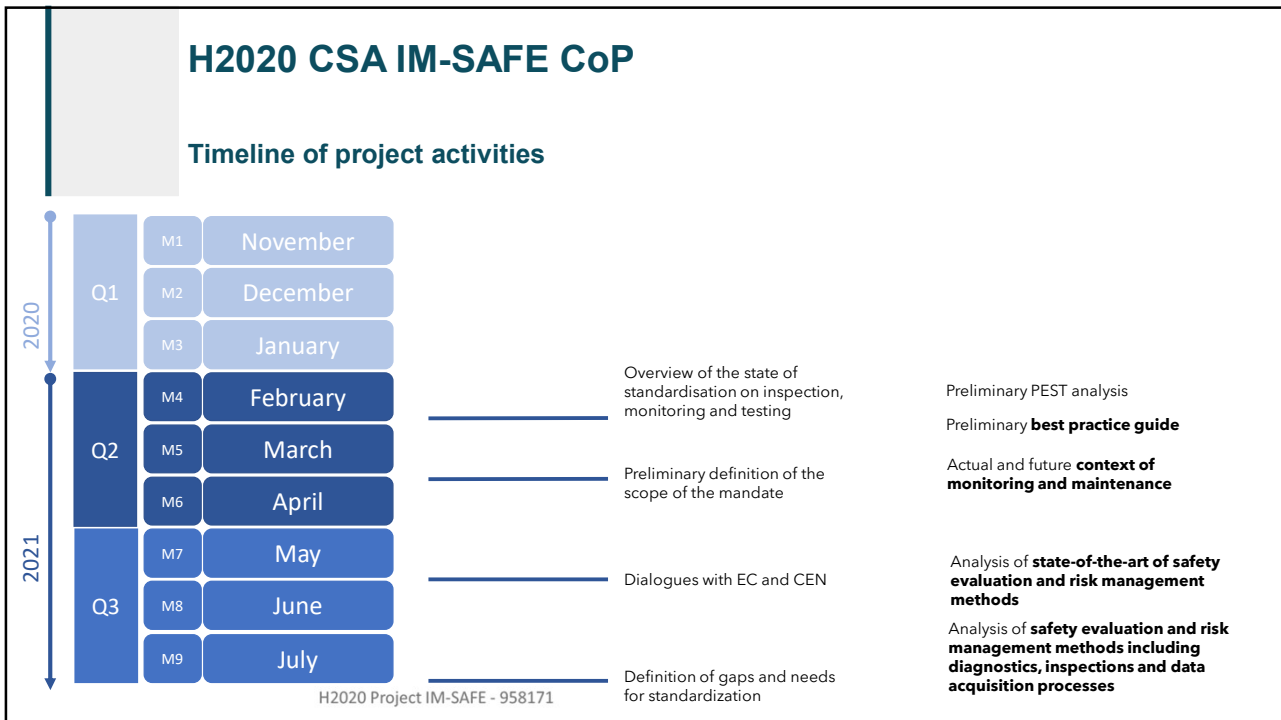 H2020 CSA IM-SAFE CoP
Timeline of project activities
2020
Q1
M1
November
M2
December
M3
January
2021
Q2
M4
February
M5
March
M6
April
Q3
M7
May
M8
June
M9
July
Overview of the state of
standardisation on inspection,
monitoring and testing
Preliminary definition of the
scope of the mandate
Dialogues with EC and CEN
Definition of gaps and needs
for standardization
Preliminary PEST analysis
Preliminary best practice guide
Actual and future context of
monitoring and maintenance
Analysis of state-of-the-art of safety
evaluation and risk management
methods
Analysis of safety evaluation and risk
management methods including
diagnostics, inspections and data
acquisition processes
H2020 Project IM-SAFE - 958171